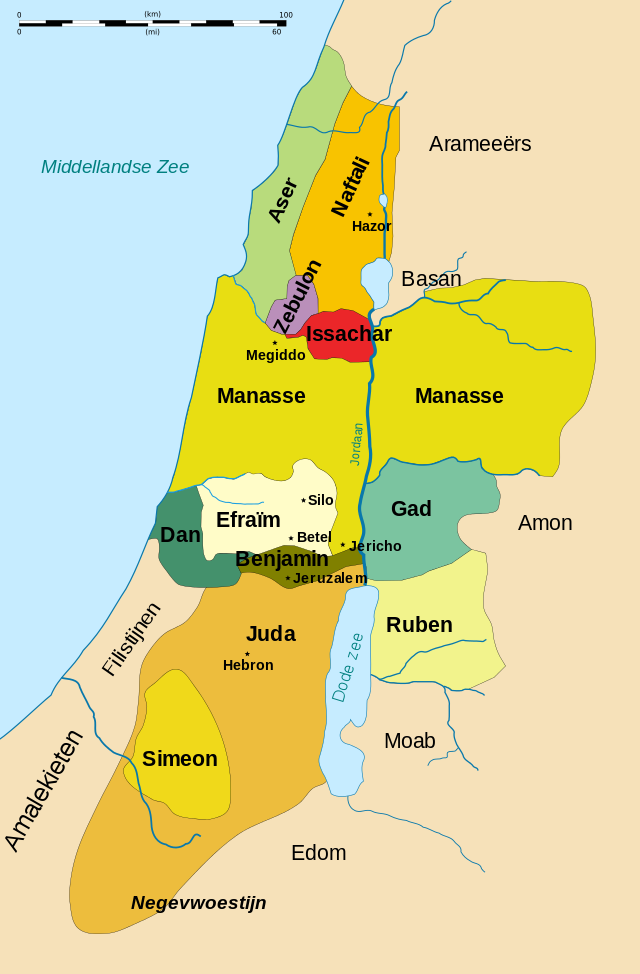 0 (km) 100
0 (mi) 60
Middellandse Zee
Arameeërs
Aser
Naftali
Hazor
Basan
Zebulon
Issachar
Megiddo
Manasse
Manasse
Jordaan
Silo
Efraïm
Gad
Dan
Betel
Amon
Jericho
Benjamin
Jeruzalem
Filistijnen
Juda
Ruben
Hebron
Dode zee
Simeon
Moab
Amalekieten
Edom
Negevwoestijn